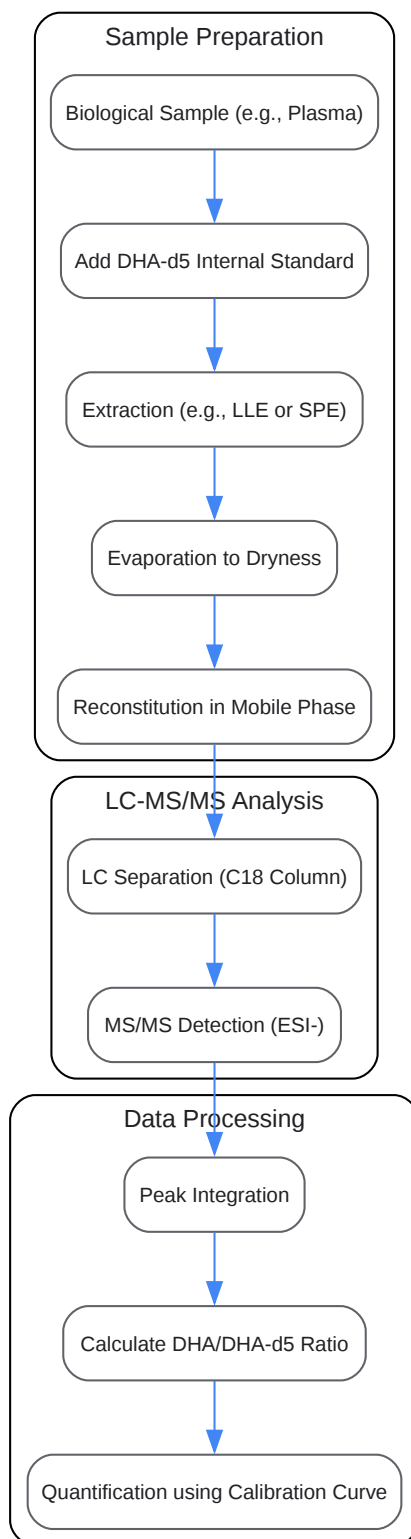 Sample Preparation
Biological Sample (e.g., Plasma)
Add DHA-d5 Internal Standard
Extraction (e.g., LLE or SPE)
Evaporation to Dryness
Reconstitution in Mobile Phase
LC-MS/MS Analysis
LC Separation (C18 Column)
MS/MS Detection (ESI-)
Data Processing
Peak Integration
Calculate DHA/DHA-d5 Ratio
Quantification using Calibration Curve